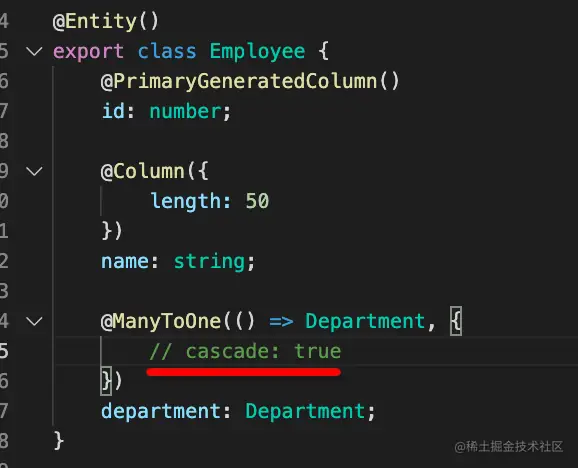 4 @Entity()
5 export class Employee {
6 @PrimaryGeneratedColumn()
7 id: number;
8
9 @Column({
0 length: 50
1 })
2 name: string;
3
4 @ManyToOne(() => Department, {
5 // cascade: true
6 })
7 department: Department;
8 }
@稀土掘金技术社区